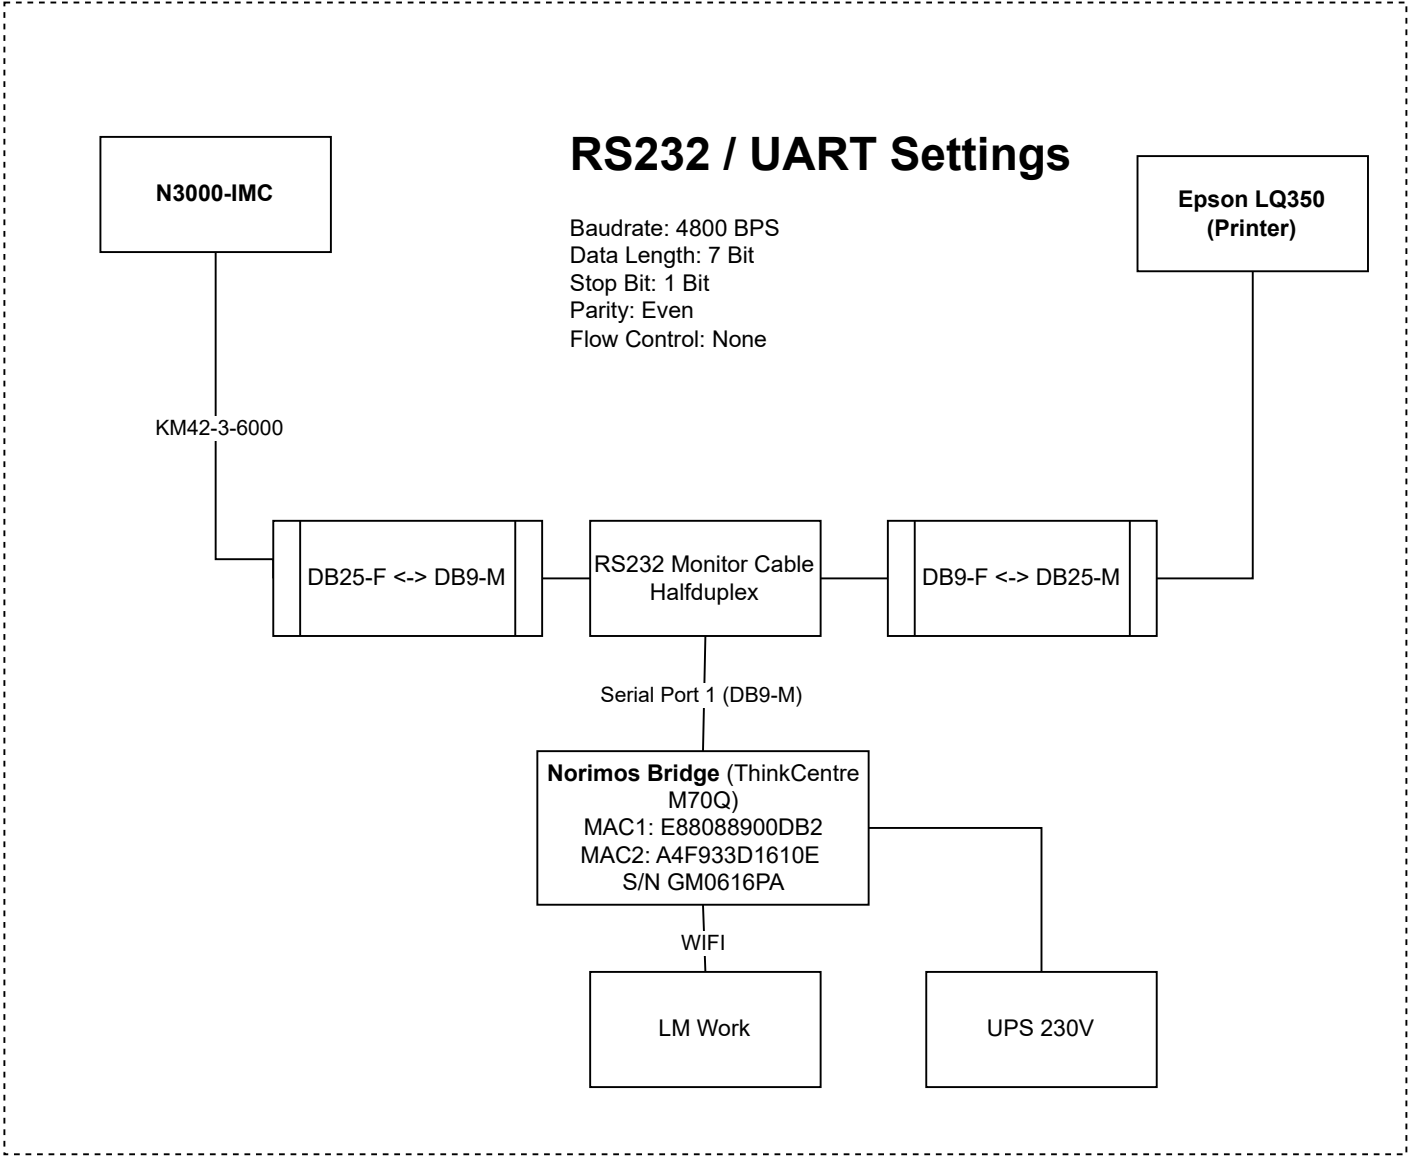 RS232 / UART Settings
N3000-IMC
Epson LQ350
(Printer)
Baudrate: 4800 BPS
Data Length: 7 Bit
Stop Bit: 1 Bit
Parity: Even
Flow Control: None
KM42-3-6000
DB25-F <-> DB9-M
RS232 Monitor Cable
Halfduplex
DB9-F <-> DB25-M
Serial Port 1 (DB9-M)
Norimos Bridge (ThinkCentre
M70Q)
MAC1: E88088900DB2
MAC2: A4F933D1610E
S/N GM0616PA
WIFI
LM Work
UPS 230V